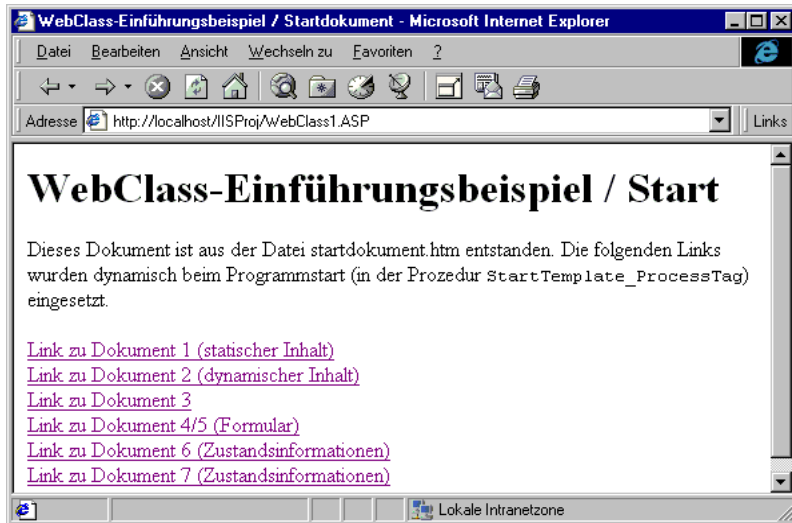 WebClass-Einführungsbeispiel / Startdokument - Microsoft Internet Explorer
Datei Bearbeiten Ansicht Wechseln zu Favoriten ?
Adresse http://localhost/IISProj/WebClass1.ASP Links
WebClass-Einführungsbeispiel / Start
Dieses Dokument ist aus der Datei startdokument.htm entstanden. Die folgenden Links
wurden dynamisch beim Programmstart (in der Prozedur StartTemplate_ProcessTag)
eingesetzt.
Link zu Dokument 1 (statischer Inhalt)
Link zu Dokument 2 (dynamischer Inhalt)
Link zu Dokument 3
Link zu Dokument 4/5 (Formular)
Link zu Dokument 6 (Zustandsinformationen)
Link zu Dokument 7 (Zustandsinformationen)
Lokale Intranetzone